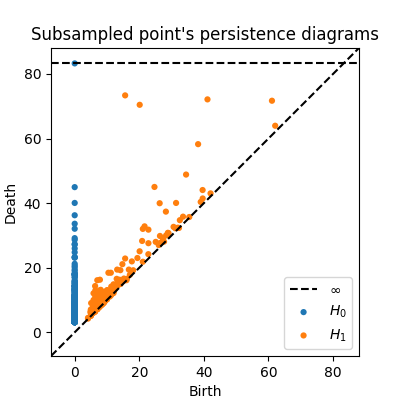 Subsampled point's persistence diagrams
Death
80
60
40
20
0
∞
H₀
H₁
0 20 40 60 80
Birth